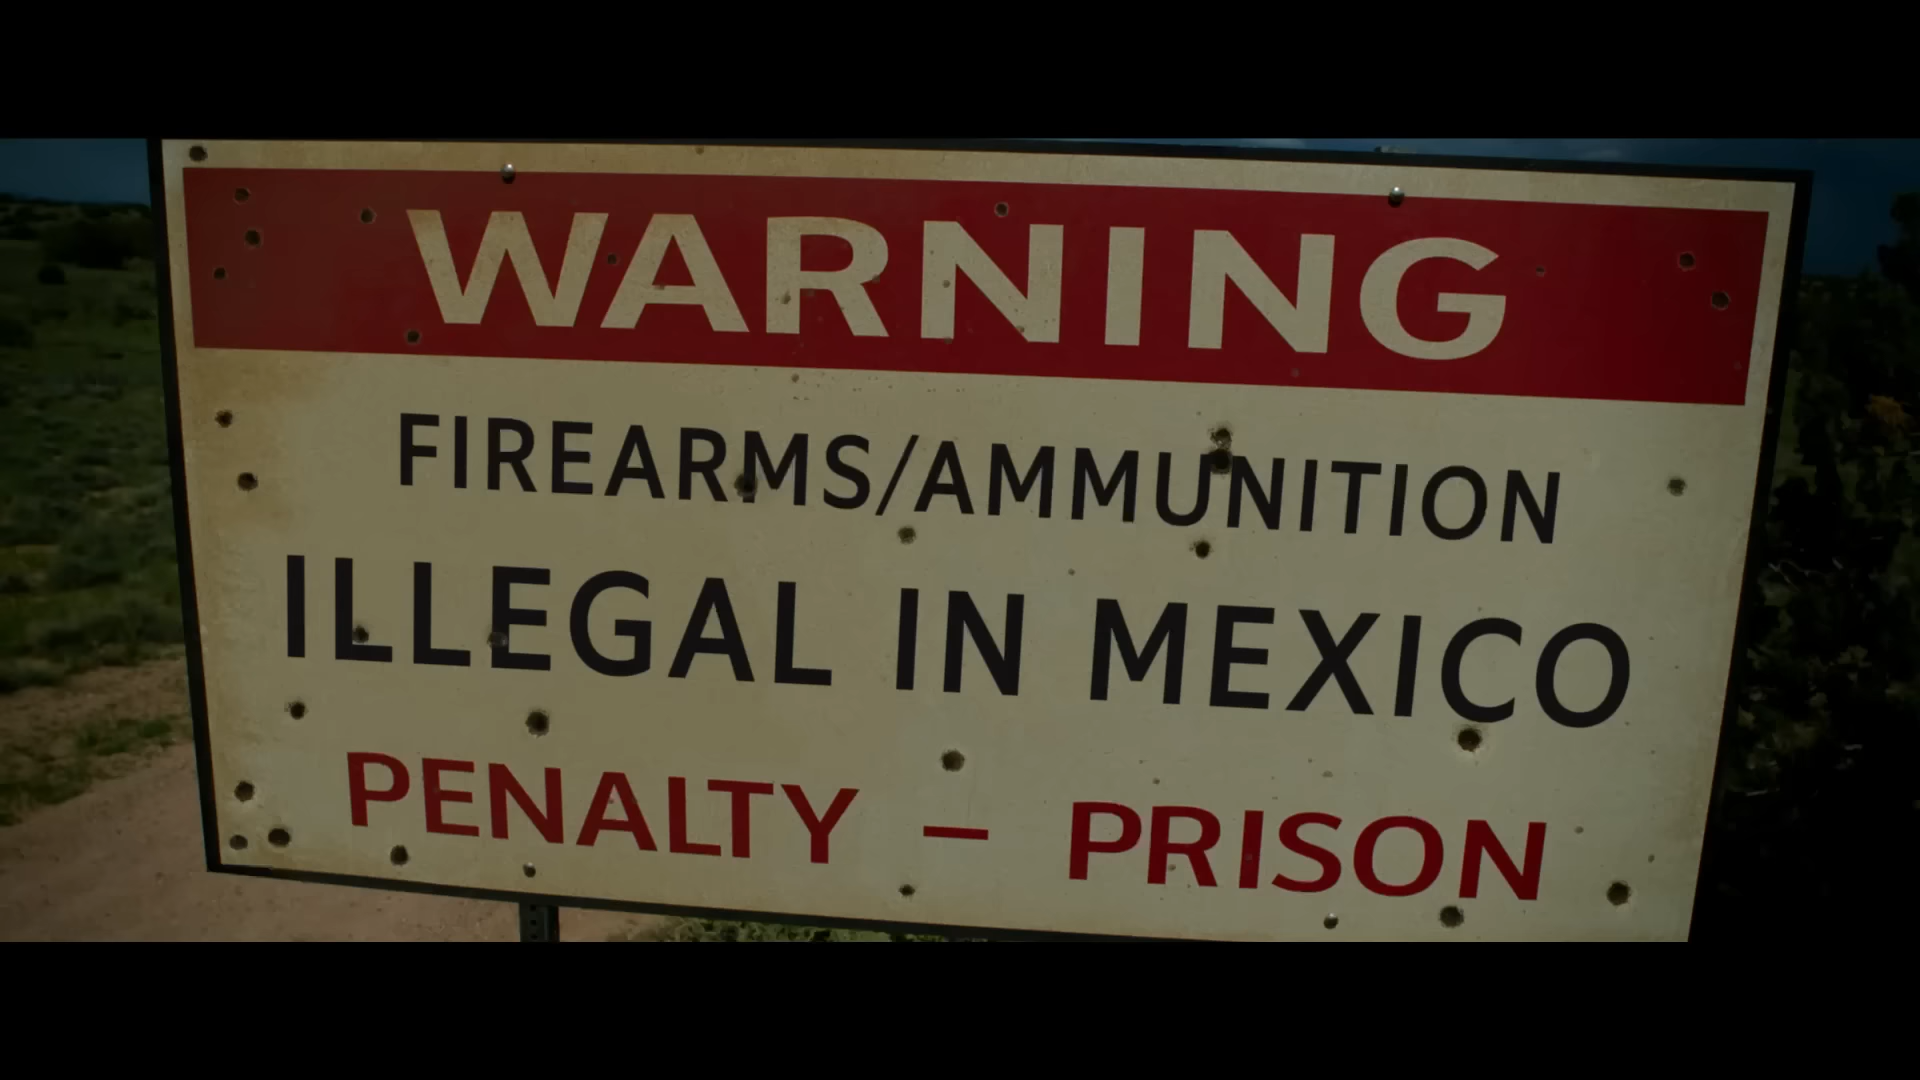 WARNING
FIREARMS/AMMUNITION
ILLEGAL IN MEXICO
PENALTY – PRISON